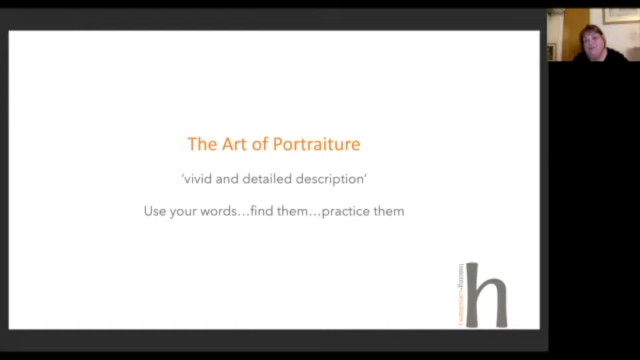 The Art of Portraiture
'vivid and detailed description'
Use your words...find them...practice them
h